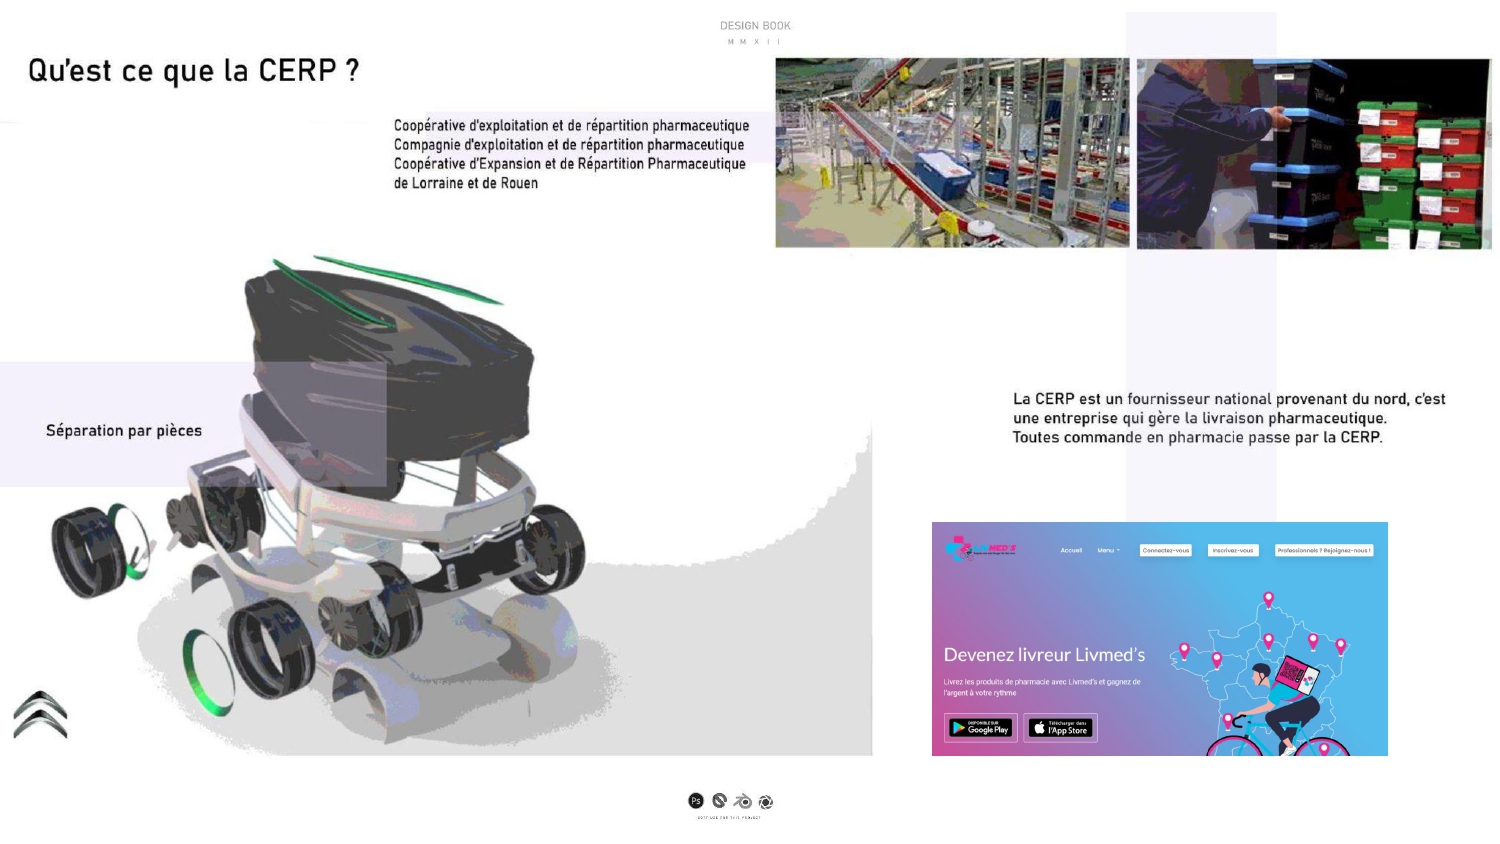 DESIGN BOOK
M M X I I
Qu'est ce que la CERP ?
Coopérative d'exploitation et de répartition pharmaceutique
Compagnie d'exploitation et de répartition pharmaceutique
Coopérative d'Expansion et de Répartition Pharmaceutique
de Lorraine et de Rouen
Séparation par pièces
La CERP est un fournisseur national provenant du nord, c'est
une entreprise qui gère la livraison pharmaceutique.
Toutes commande en pharmacie passe par la CERP.
Accueil Menu Connectez-vous Inscrivez-vous Professionnels ? Rejoignez-nous !
Devenez livreur Livmed's
Livrez les produits de pharmacie avec Livmed's et gagnez de
l'argent à votre rythme
DISPONIBLE SUR
Google Play
Télécharger dans
l'App Store
Ps